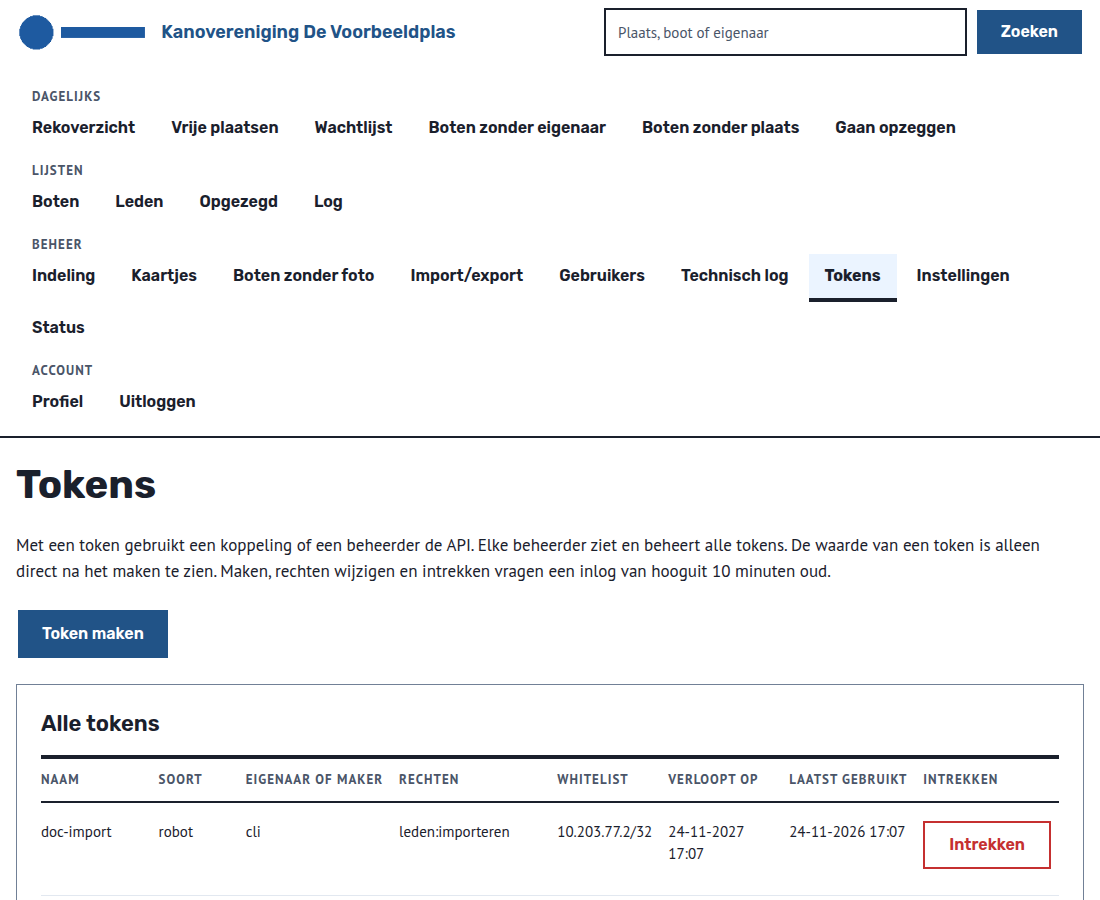 Kanovereniging De Voorbeeldplas
Plaats, boot of eigenaar
Zoeken
DAGELIJKS
Rekoverzicht Vrije plaatsen Wachtlijst Boten zonder eigenaar Boten zonder plaats Gaan opzeggen
LIJSTEN
Boten Leden Opgezegd Log
BEHEER
Indeling Kaartjes Boten zonder foto Import/export Gebruikers Technisch log Tokens Instellingen
Status
ACCOUNT
Profiel Uitloggen
Tokens
Met een token gebruikt een koppeling of een beheerder de API. Elke beheerder ziet en beheert alle tokens. De waarde van een token is alleen
direct na het maken te zien. Maken, rechten wijzigen en intrekken vragen een inlog van hooguit 10 minuten oud.
Token maken
Alle tokens
NAAM SOORT EIGENAAR OF MAKER RECHTEN WHITELIST VERLOOPT OP LAATST GEBRUIKT INTREKKEN
doc-import robot cli leden:importeren 10.203.77.2/32 24-11-2027 24-11-2026 17:07 Intrekken
17:07